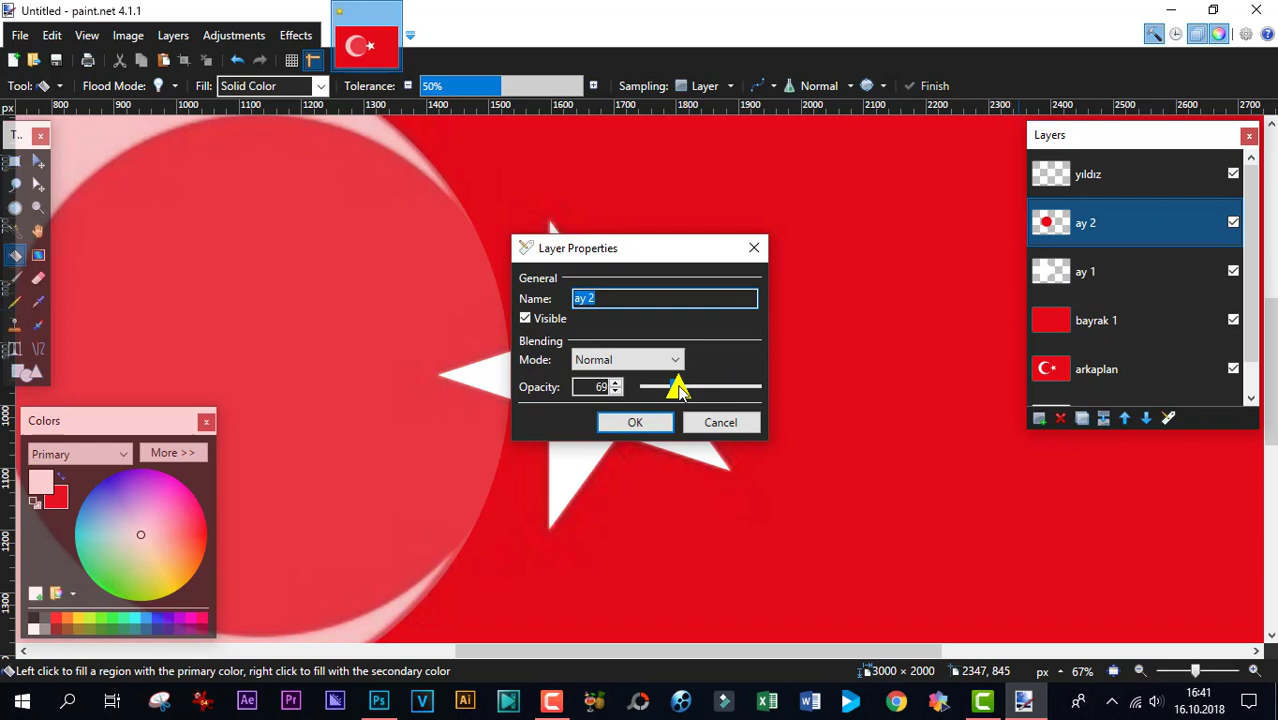 Untitled - paint.net 4.1.1
File Edit View Image Layers Adjustments Effects
Tool: Flood Mode: Fill: Solid Color Tolerance: 50% Sampling: Layer Normal Finish
px 800 900 1000 1100 1200 1300 1400 1500 1600 1700 1800 1900 2000 2100 2200 2300 2400 2500 2600 2700
T..
Layers
yıldız
ay 2
ay 1
bayrak 1
arkaplan
Layer Properties
General
Name: ay 2
Visible
Blending
Mode: Normal
Opacity: 69
OK Cancel
Colors
Primary More >>
Left click to fill a region with the primary color, right click to fill with the secondary color 3000 × 2000 2347, 845 px 67%
64 Ae Pr Ps V Ai
16:41
16.10.2018